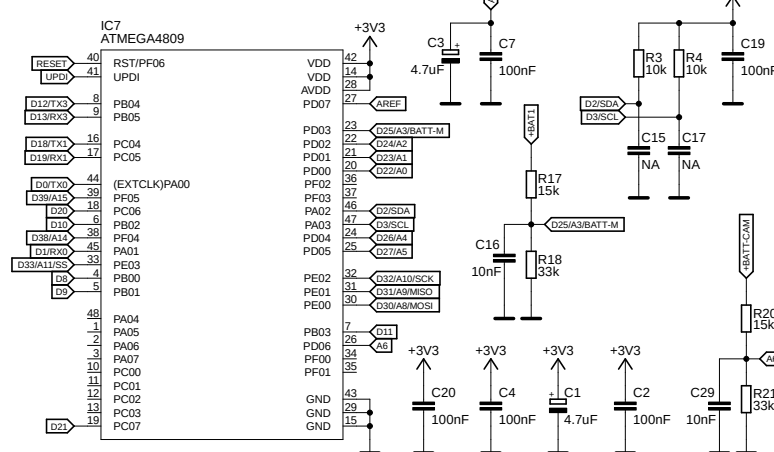 IC7
ATMEGA4809
RESET 40 RST/PF06 VDD 42
UPDI 41 UPDI VDD 14
AVDD 28
D12/TX3 8 PB04 PD07 27 AREF
D13/RX3 9 PB05
PD03 23 D25/A3/BATT-M
D18/TX1 16 PC04 PD02 22 D24/A2
D19/RX1 17 PC05 PD01 21 D23/A1
PD00 20 D22/A0
D0/TX0 44 (EXTCLK)PA00 PF02 36
D39/A15 39 PF05 PF03 37
D20 18 PC06 PA02 46 D2/SDA
D10 6 PB02 PA03 47 D3/SCL
D38/A14 38 PF04 PD04 24 D26/A4
D1/RX0 45 PA01 PD05 25 D27/A5
D33/A11/SS 33 PE03
D8 4 PB00 PE02 32 D32/A10/SCK
D9 5 PB01 PE01 31 D31/A9/MISO
PE00 30 D30/A8/MOSI
48 PA04
1 PA05 PB03 7 D11
2 PA06 PD06 26 A6
3 PA07 PF00 34
10 PC00 PF01 35
11 PC01
12 PC02 GND 43
13 PC03 GND 29
D21 19 PC07 GND 15
+3V3
C3
+
4.7uF
C7
100nF
R3
10k
R4
10k
C19
100nF
D2/SDA
D3/SCL
C15
NA
C17
NA
+BAT1
R17
15k
D25/A3/BATT-M
C16
10nF
R18
33k
+BATT-CAM
R20
15k
R21
33k
C29
10nF
+3V3
C20
100nF
+3V3
C4
100nF
+3V3
+
C1
4.7uF
+3V3
C2
100nF